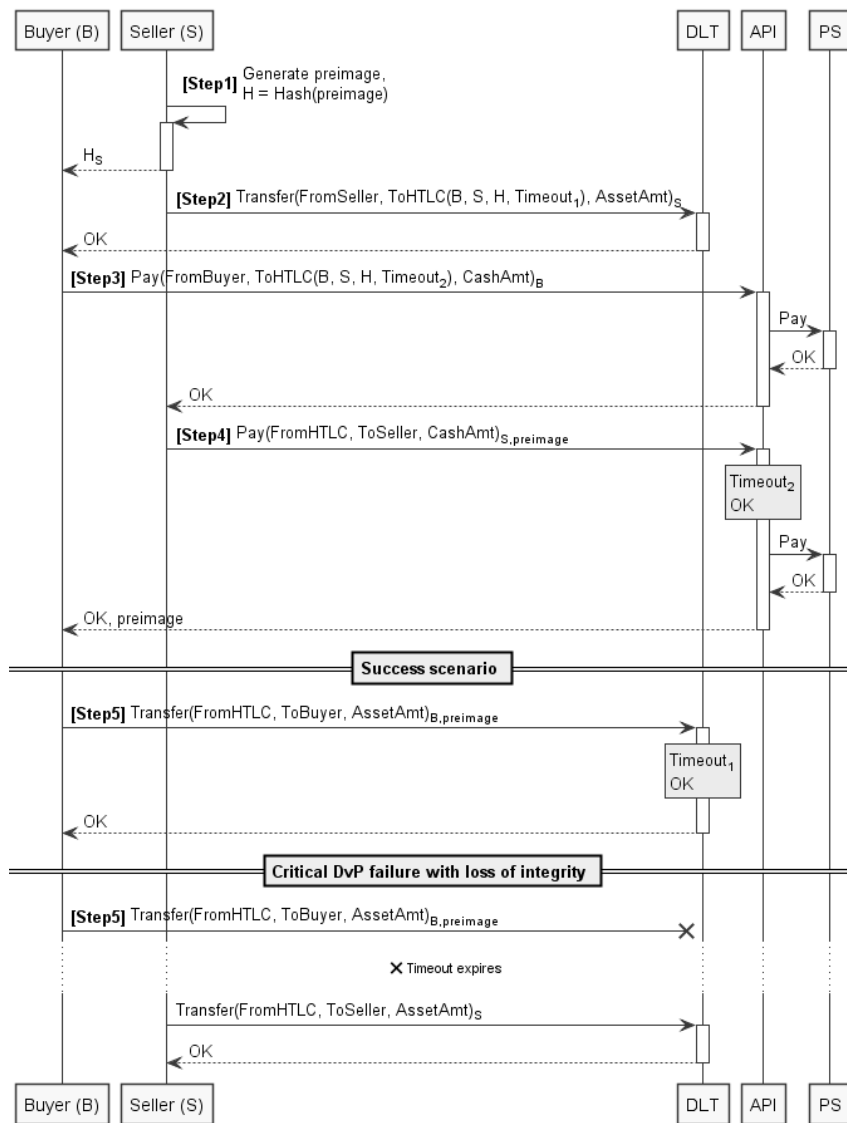 Buyer (B) Seller (S) DLT API PS
[Step1] Generate preimage,
H = Hash(preimage)
HS
[Step2] Transfer(FromSeller, ToHTLC(B, S, H, Timeout1), AssetAmt)S
OK
[Step3] Pay(FromBuyer, ToHTLC(B, S, H, Timeout2), CashAmt)B
Pay
OK
OK
[Step4] Pay(FromHTLC, ToSeller, CashAmt)S,preimage
Timeout2
OK
Pay
OK
OK, preimage
Success scenario
[Step5] Transfer(FromHTLC, ToBuyer, AssetAmt)B,preimage
Timeout1
OK
OK
Critical DvP failure with loss of integrity
[Step5] Transfer(FromHTLC, ToBuyer, AssetAmt)B,preimage
Timeout expires
Transfer(FromHTLC, ToSeller, AssetAmt)S
OK
Buyer (B) Seller (S) DLT API PS